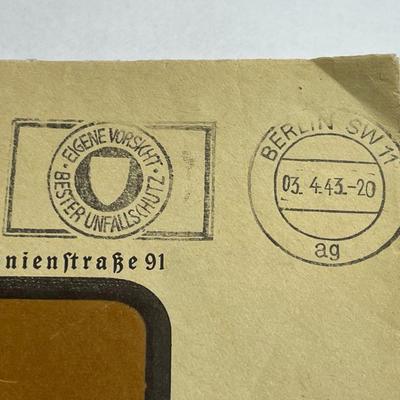 EIGENE VORSICHT
BESTER UNFALLSCHUTZ
BERLIN SW 11
03. 4.43.-20
ag
nienſtraße 91